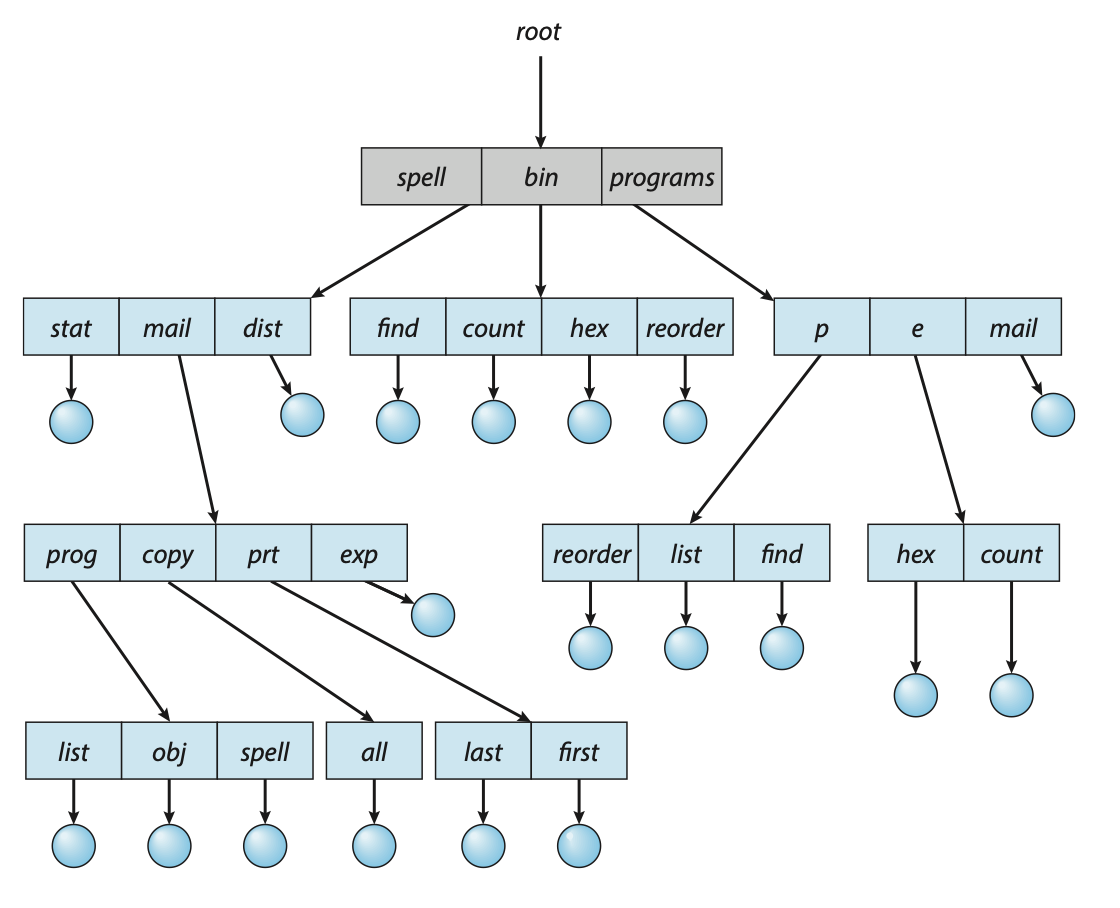 root
spell bin programs
stat mail dist find count hex reorder p e mail
prog copy prt exp reorder list find hex count
list obj spell all last first